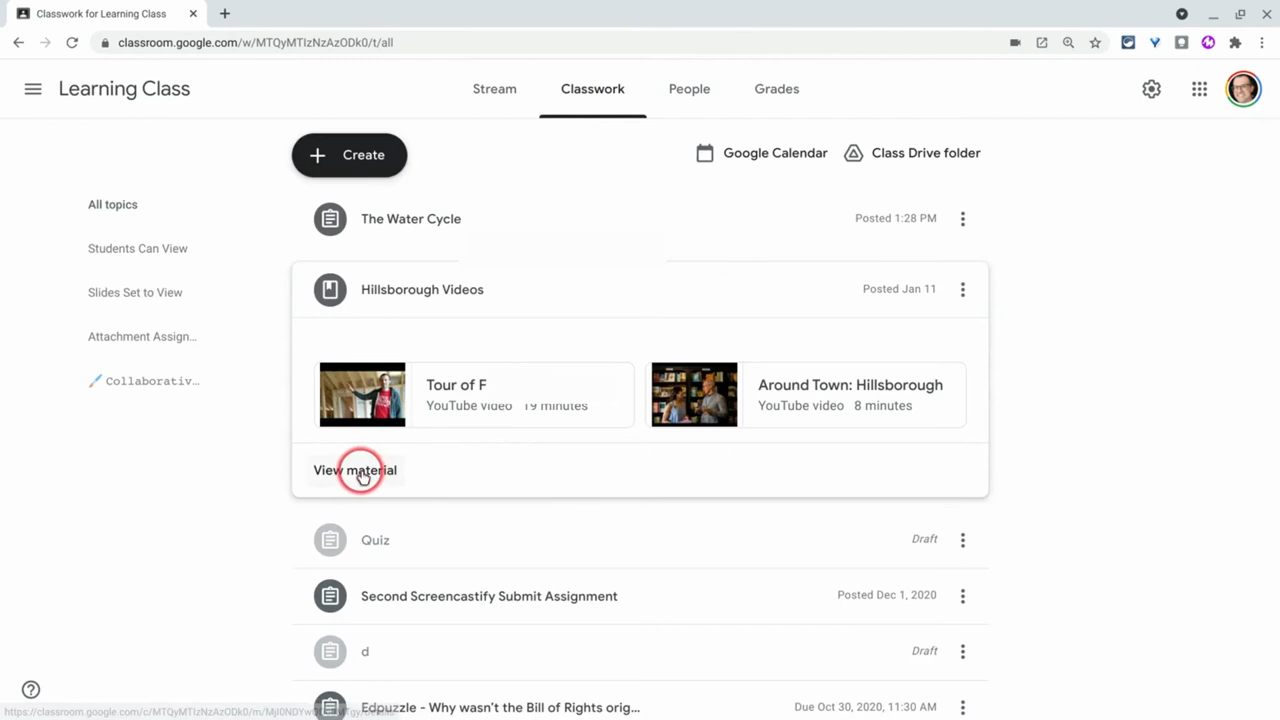 Classwork for Learning Class
classroom.google.com/w/MTQyMTIzNzAzODk0/t/all
Learning Class
Stream
Classwork
People
Grades
Create
Google Calendar
Class Drive folder
All topics
Students Can View
Slides Set to View
Attachment Assign...
Collaborativ...
The Water Cycle
Posted 1:28 PM
Hillsborough Videos
Posted Jan 11
Tour of F
YouTube video 19 minutes
Around Town: Hillsborough
YouTube video 8 minutes
View material
Quiz
Draft
Second Screencastify Submit Assignment
Posted Dec 1, 2020
d
Draft
Edpuzzle - Why wasn't the Bill of Rights orig...
Due Oct 30, 2020, 11:30 AM